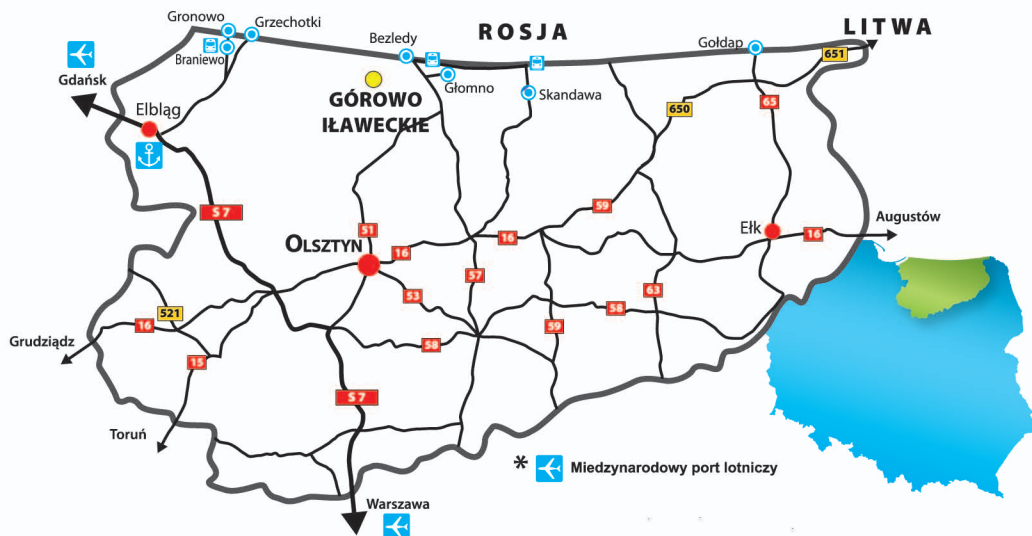 Gronowo
Grzechotki
ROSJA
LITWA
Bezledy
Gołdap
651
Braniewo
Gdańsk
Głomno
Skandawa
GÓROWO
IŁAWECKIE
Elbląg
650
65
S 7
59
51
Ełk
Augustów
OLSZTYN
16
16
16
57
53
63
521
58
16
59
Grudziądz
58
15
S 7
Toruń
* Miedzynarodowy port lotniczy
Warszawa